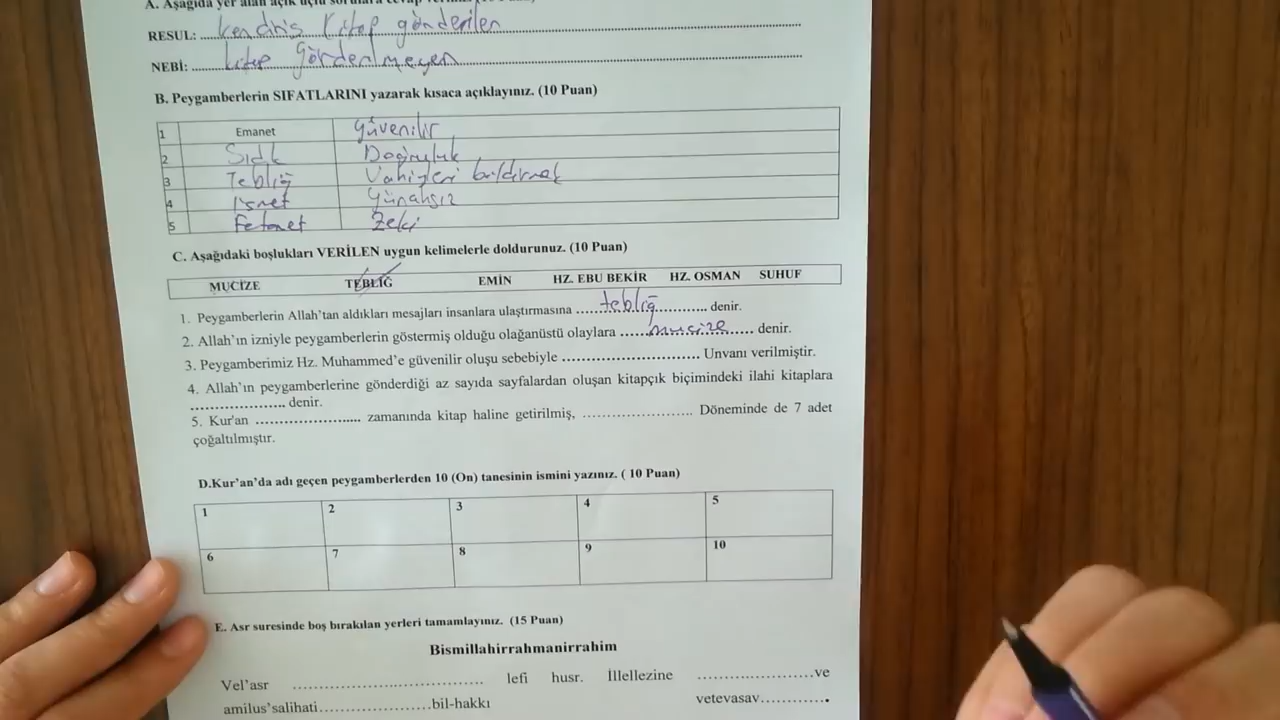 A. Aşağıda yer alan açık uçlu sorulara cevap
RESUL: Kendris Kitap gönderilen
NEBİ: kitap görderilmeyen
B. Peygamberlerin SIFATLARINI yazarak kısaca açıklayınız. (10 Puan)
1 Emanet güvenilir
2 Sıdk Doğruluk
3 Tebliğ Vahiyleri bildirmek
4 İsmet günahsız
5 Fetanet Zeki
C. Aşağıdaki boşlukları VERİLEN uygun kelimelerle doldurunuz. (10 Puan)
MUCİZE TEBLİĞ EMİN HZ. EBU BEKİR HZ. OSMAN SUHUF
1. Peygamberlerin Allah'tan aldıkları mesajları insanlara ulaştırmasına ......tebliğ............ denir.
2. Allah'ın izniyle peygamberlerin göstermiş olduğu olağanüstü olaylara ......mucize...... denir.
3. Peygamberimiz Hz. Muhammed'e güvenilir oluşu sebebiyle .............................. Unvanı verilmiştir.
4. Allah'ın peygamberlerine gönderdiği az sayıda sayfalardan oluşan kitapçık biçimindeki ilahi kitaplara
.................... denir.
5. Kur'an ....................... zamanında kitap haline getirilmiş, ........................ Döneminde de 7 adet
çoğaltılmıştır.
D.Kur'an'da adı geçen peygamberlerden 10 (On) tanesinin ismini yazınız. ( 10 Puan)
1 2 3 4 5
6 7 8 9 10
E. Asr suresinde boş bırakılan yerleri tamamlayınız. (15 Puan)
Bismillahirrahmanirrahim
Vel'asr ........................................ lefi husr. İllellezine .........................ve
amilus'salihati........................bil-hakkı vetevasav..............